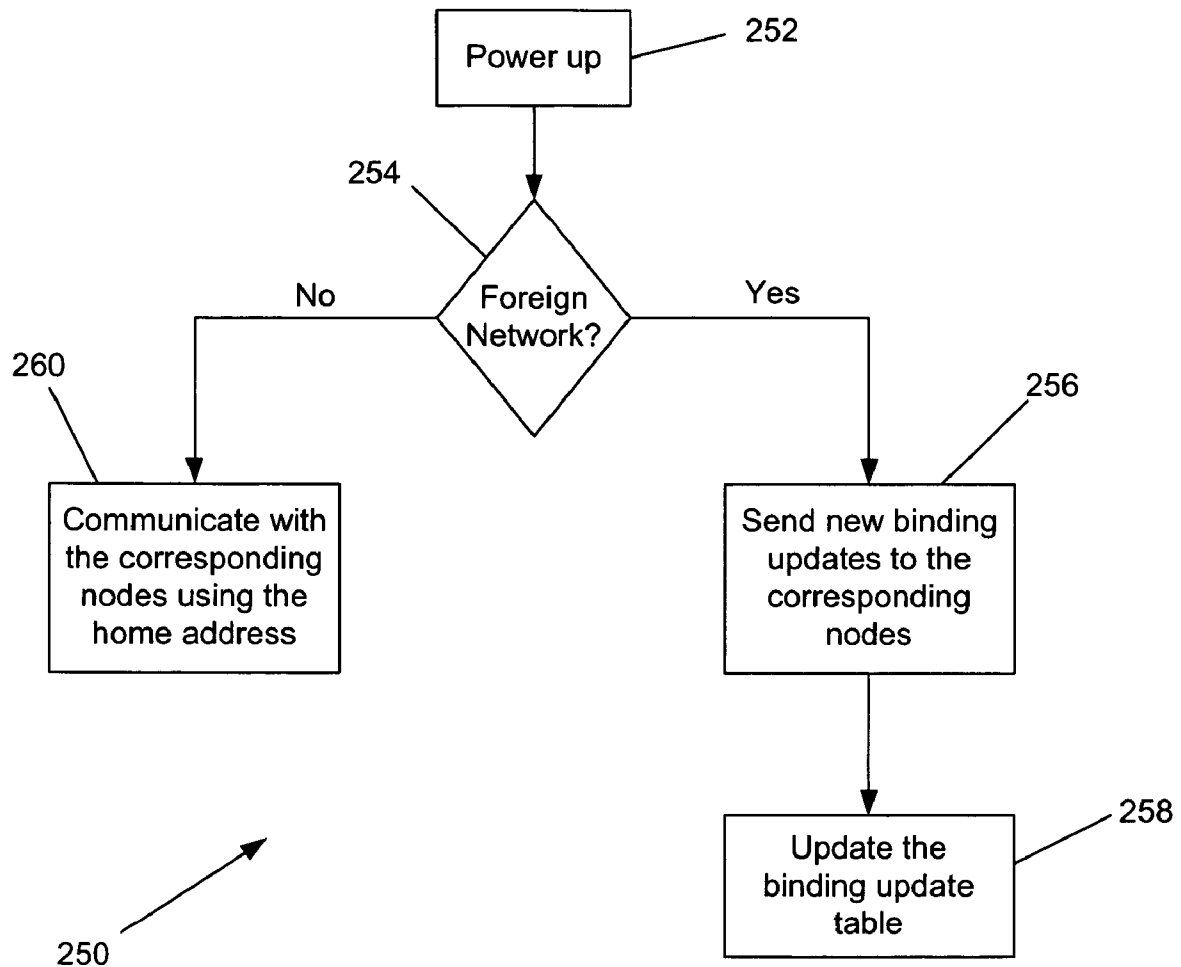 252
Power up
254
Foreign
Network?
No
Yes
260
256
Communicate with
the corresponding
nodes using the
home address
Send new binding
updates to the
corresponding
nodes
258
Update the
binding update
table
250